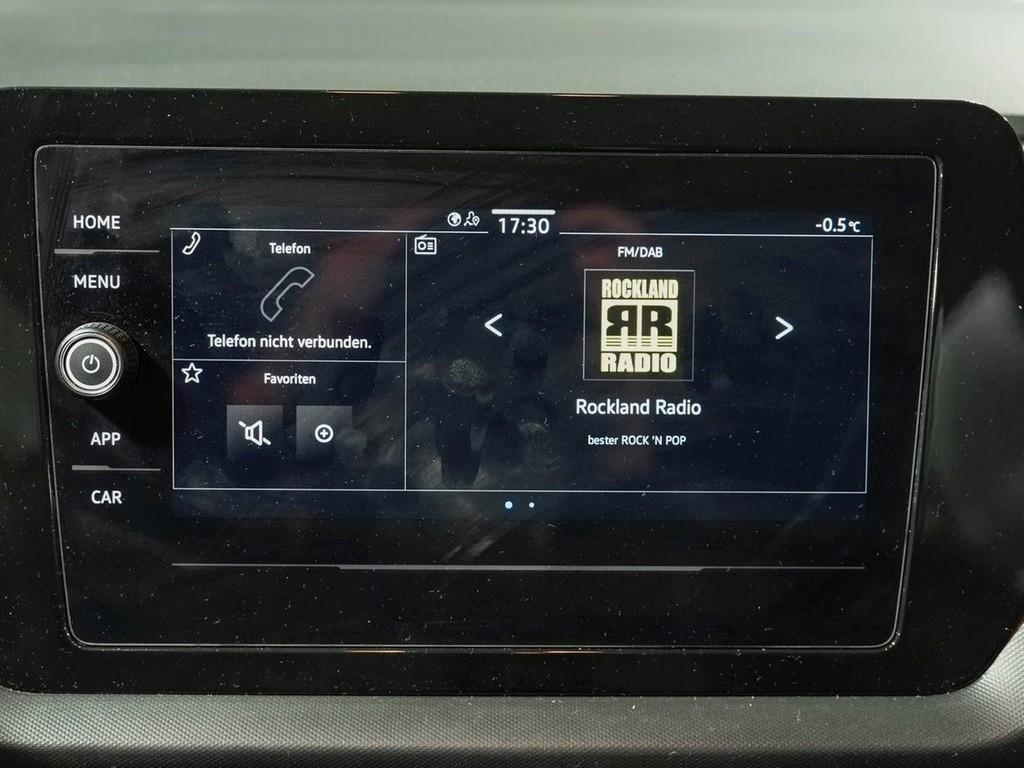 HOME
MENU
APP
CAR
17:30
-0.5°C
Telefon
Telefon nicht verbunden.
Favoriten
FM/DAB
ROCKLAND
RR
RADIO
Rockland Radio
bester ROCK 'N POP